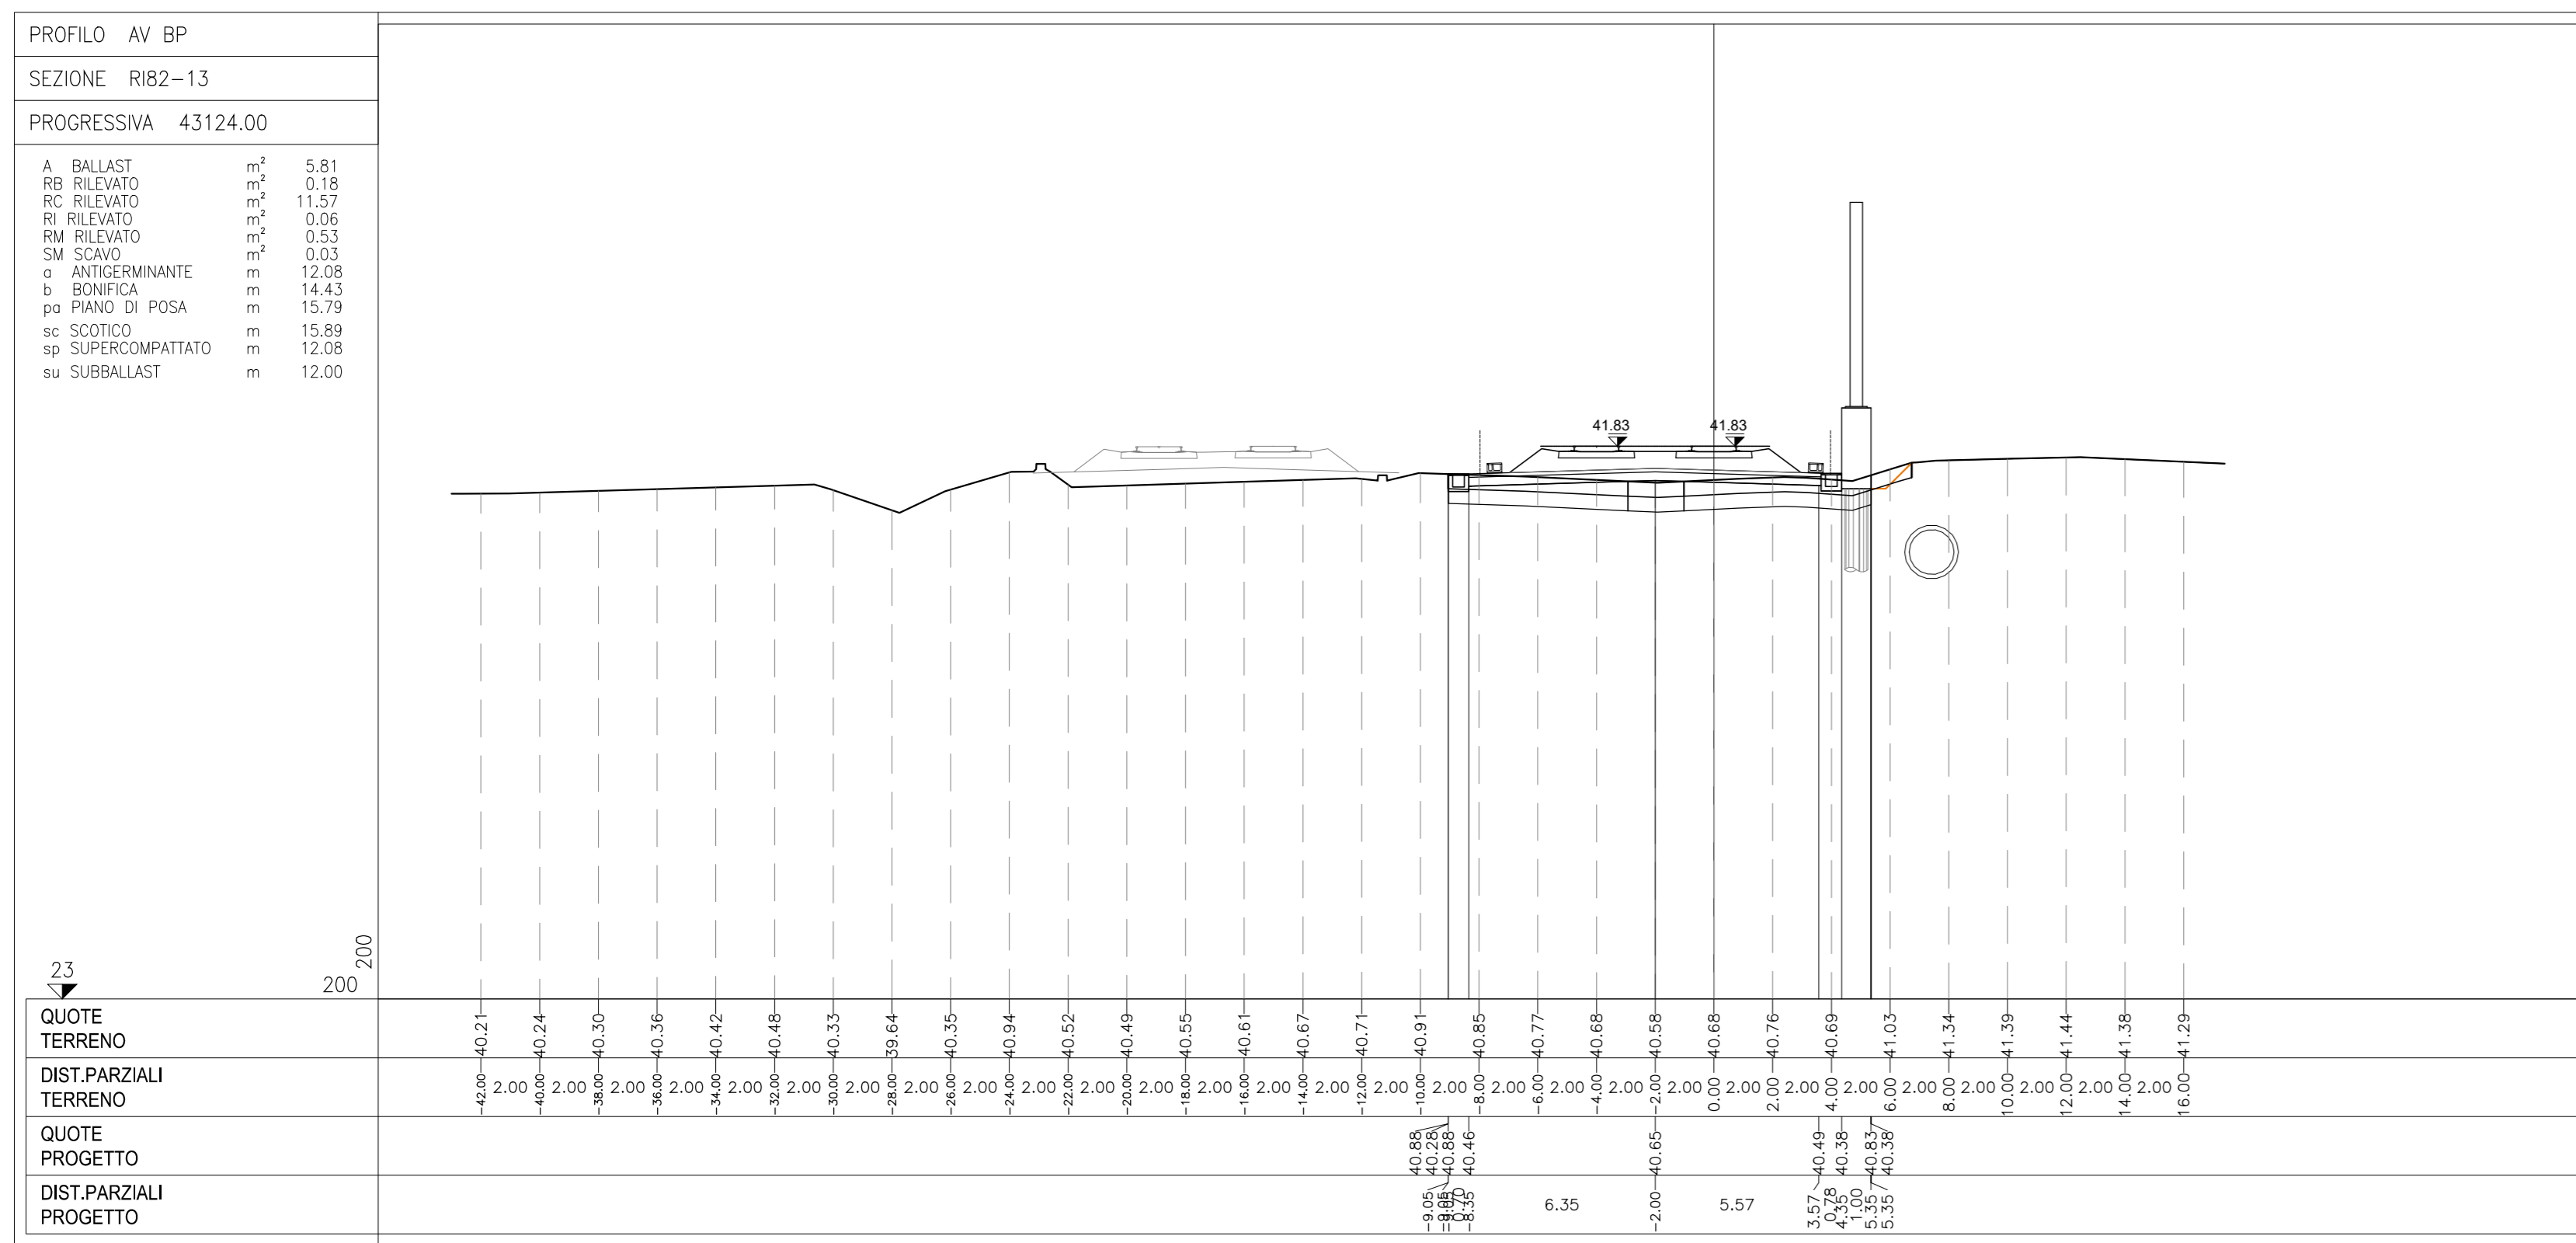 PROFILO AV BP
SEZIONE RI82-13
PROGRESSIVA 43124.00
A BALLAST m² 5.81
RB RILEVATO m² 0.18
RC RILEVATO m² 11.57
RI RILEVATO m² 0.06
RM RILEVATO m² 0.53
SM SCAVO m² 0.03
a ANTIGERMINANTE m 12.08
b BONIFICA m 14.43
pa PIANO DI POSA m 15.79
sc SCOTICO m 15.89
sp SUPERCOMPATTATO m 12.08
su SUBBALLAST m 12.00
41.83 41.83
23 200 200
QUOTE
TERRENO
40.21 40.24 40.30 40.36 40.42 40.48 40.33 39.64 40.35 40.94 40.52 40.49 40.55 40.61 40.67 40.71 40.91 40.85 40.77 40.68 40.58 40.68 40.76 40.69 41.03 41.34 41.39 41.44 41.38 41.29
DIST.PARZIALI
TERRENO
-42.00 2.00 -40.00 2.00 -38.00 2.00 -36.00 2.00 -34.00 2.00 -32.00 2.00 -30.00 2.00 -28.00 2.00 -26.00 2.00 -24.00 2.00 -22.00 2.00 -20.00 2.00 -18.00 2.00 -16.00 2.00 -14.00 2.00 -12.00 2.00 -10.00 2.00 -8.00 2.00 -6.00 2.00 -4.00 2.00 -2.00 2.00 0.00 2.00 2.00 2.00 4.00 2.00 6.00 2.00 8.00 2.00 10.00 2.00 12.00 2.00 14.00 2.00 16.00
QUOTE
PROGETTO
40.88 40.28 40.88 40.46 40.65 40.49 40.38 40.83 40.38
DIST.PARZIALI
PROGETTO
-9.05 -9.05 -9.05 0.70 -8.35 6.35 -2.00 5.57 3.57 0.78 4.35 1.00 5.35 5.35